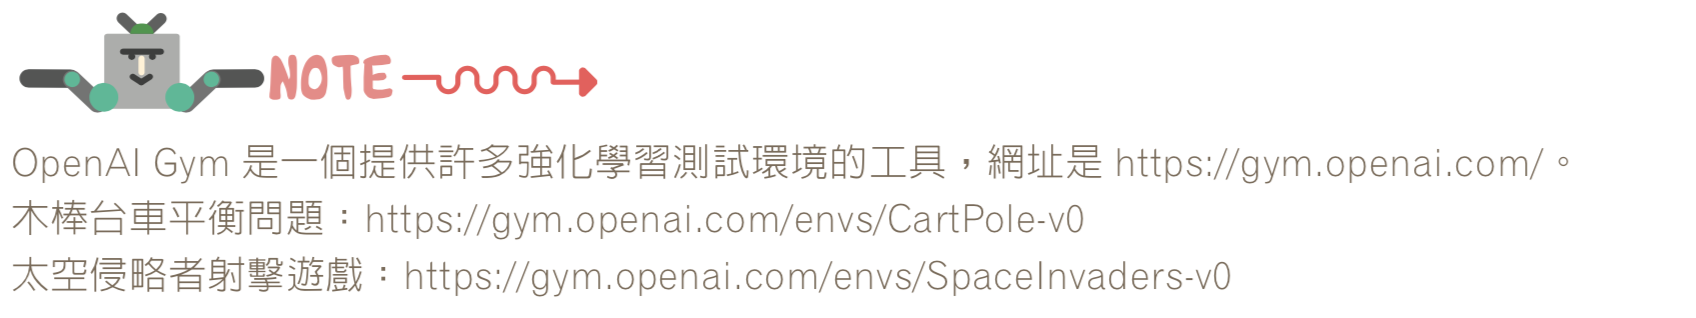 NOTE
OpenAI Gym 是一個提供許多強化學習測試環境的工具，網址是 https://gym.openai.com/。
木棒台車平衡問題：https://gym.openai.com/envs/CartPole-v0
太空侵略者射擊遊戲：https://gym.openai.com/envs/SpaceInvaders-v0